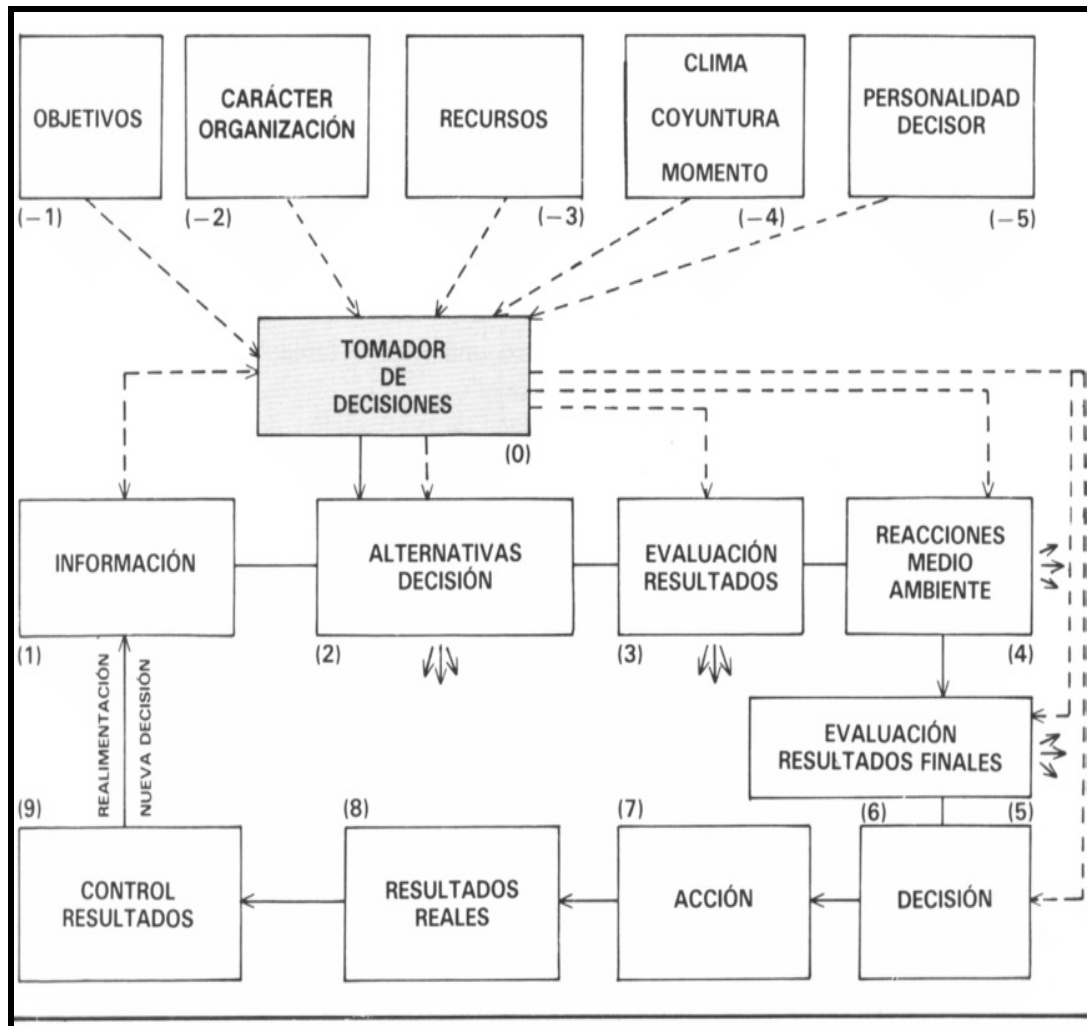 OBJETIVOS
CARÁCTER
ORGANIZACIÓN
RECURSOS
CLIMA
COYUNTURA
MOMENTO
PERSONALIDAD
DECISOR
(−1)
(−2)
(−3)
(−4)
(−5)
TOMADOR
DE
DECISIONES
(0)
INFORMACIÓN
ALTERNATIVAS
DECISIÓN
EVALUACIÓN
RESULTADOS
REACCIONES
MEDIO
AMBIENTE
(1)
(2)
(3)
(4)
REALIMENTACIÓN
NUEVA DECISIÓN
EVALUACIÓN
RESULTADOS FINALES
(9)
(8)
(7)
(6)
(5)
CONTROL
RESULTADOS
RESULTADOS
REALES
ACCIÓN
DECISIÓN